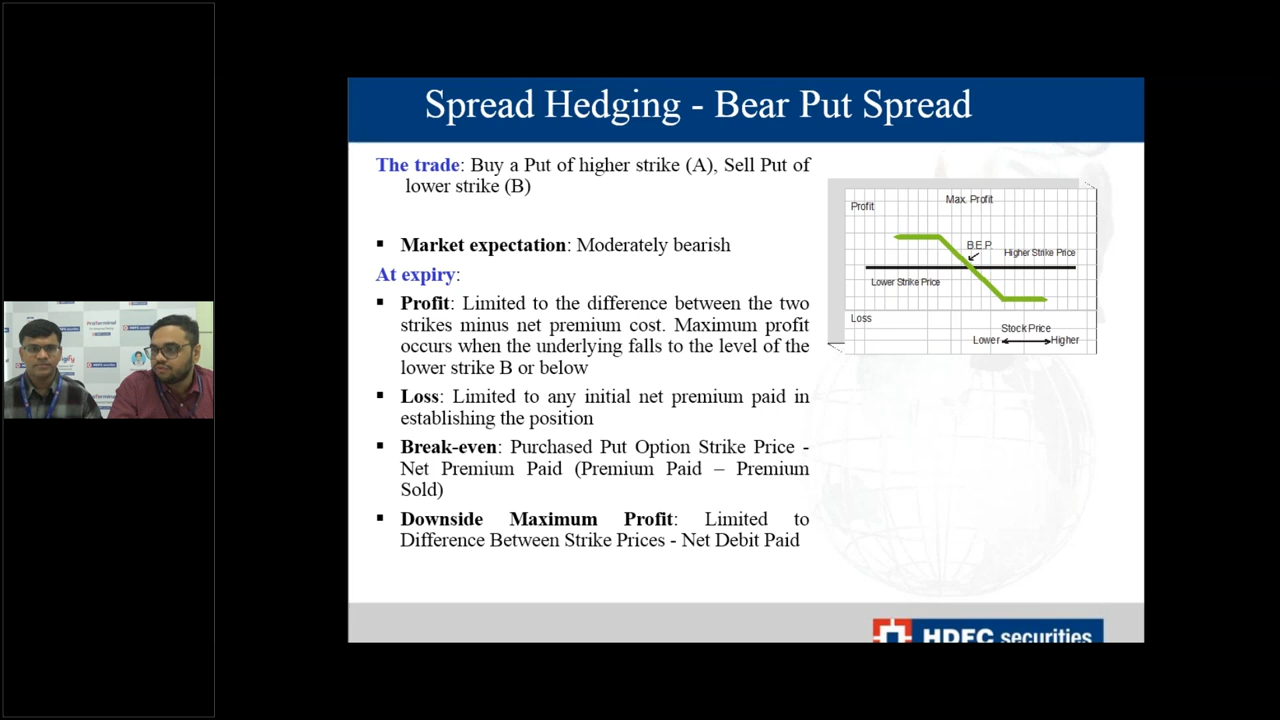 Spread Hedging - Bear Put Spread
The trade: Buy a Put of higher strike (A), Sell Put of
lower strike (B)
▪ Market expectation: Moderately bearish
At expiry:
▪ Profit: Limited to the difference between the two
strikes minus net premium cost. Maximum profit
occurs when the underlying falls to the level of the
lower strike B or below
▪ Loss: Limited to any initial net premium paid in
establishing the position
▪ Break-even: Purchased Put Option Strike Price -
Net Premium Paid (Premium Paid – Premium
Sold)
▪ Downside Maximum Profit: Limited to
Difference Between Strike Prices - Net Debit Paid
Max. Profit
Profit
B.E.P.
Higher Strike Price
Lower Strike Price
Loss
Stock Price
Lower Higher
HDFC securities